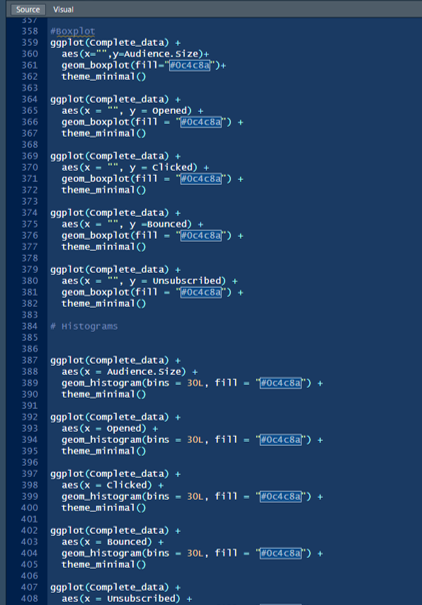 Source Visual
357
358 #Boxplot
359 ggplot(Complete_data) +
360 aes(x="",y=Audience.Size)+
361 geom_boxplot(fill="#0c4c8a")+
362 theme_minimal()
363
364 ggplot(Complete_data) +
365 aes(x = "", y = Opened) +
366 geom_boxplot(fill = "#0c4c8a") +
367 theme_minimal()
368
369 ggplot(Complete_data) +
370 aes(x = "", y = Clicked) +
371 geom_boxplot(fill = "#0c4c8a") +
372 theme_minimal()
373
374 ggplot(Complete_data) +
375 aes(x = "", y =Bounced) +
376 geom_boxplot(fill = "#0c4c8a") +
377 theme_minimal()
378
379 ggplot(Complete_data) +
380 aes(x = "", y = Unsubscribed) +
381 geom_boxplot(fill = "#0c4c8a") +
382 theme_minimal()
383
384 # Histograms
385
386
387 ggplot(Complete_data) +
388 aes(x = Audience.Size) +
389 geom_histogram(bins = 30L, fill = "#0c4c8a") +
390 theme_minimal()
391
392 ggplot(Complete_data) +
393 aes(x = Opened) +
394 geom_histogram(bins = 30L, fill = "#0c4c8a") +
395 theme_minimal()
396
397 ggplot(Complete_data) +
398 aes(x = Clicked) +
399 geom_histogram(bins = 30L, fill = "#0c4c8a") +
400 theme_minimal()
401
402 ggplot(Complete_data) +
403 aes(x = Bounced) +
404 geom_histogram(bins = 30L, fill = "#0c4c8a") +
405 theme_minimal()
406
407 ggplot(Complete_data) +
408 aes(x = Unsubscribed) +